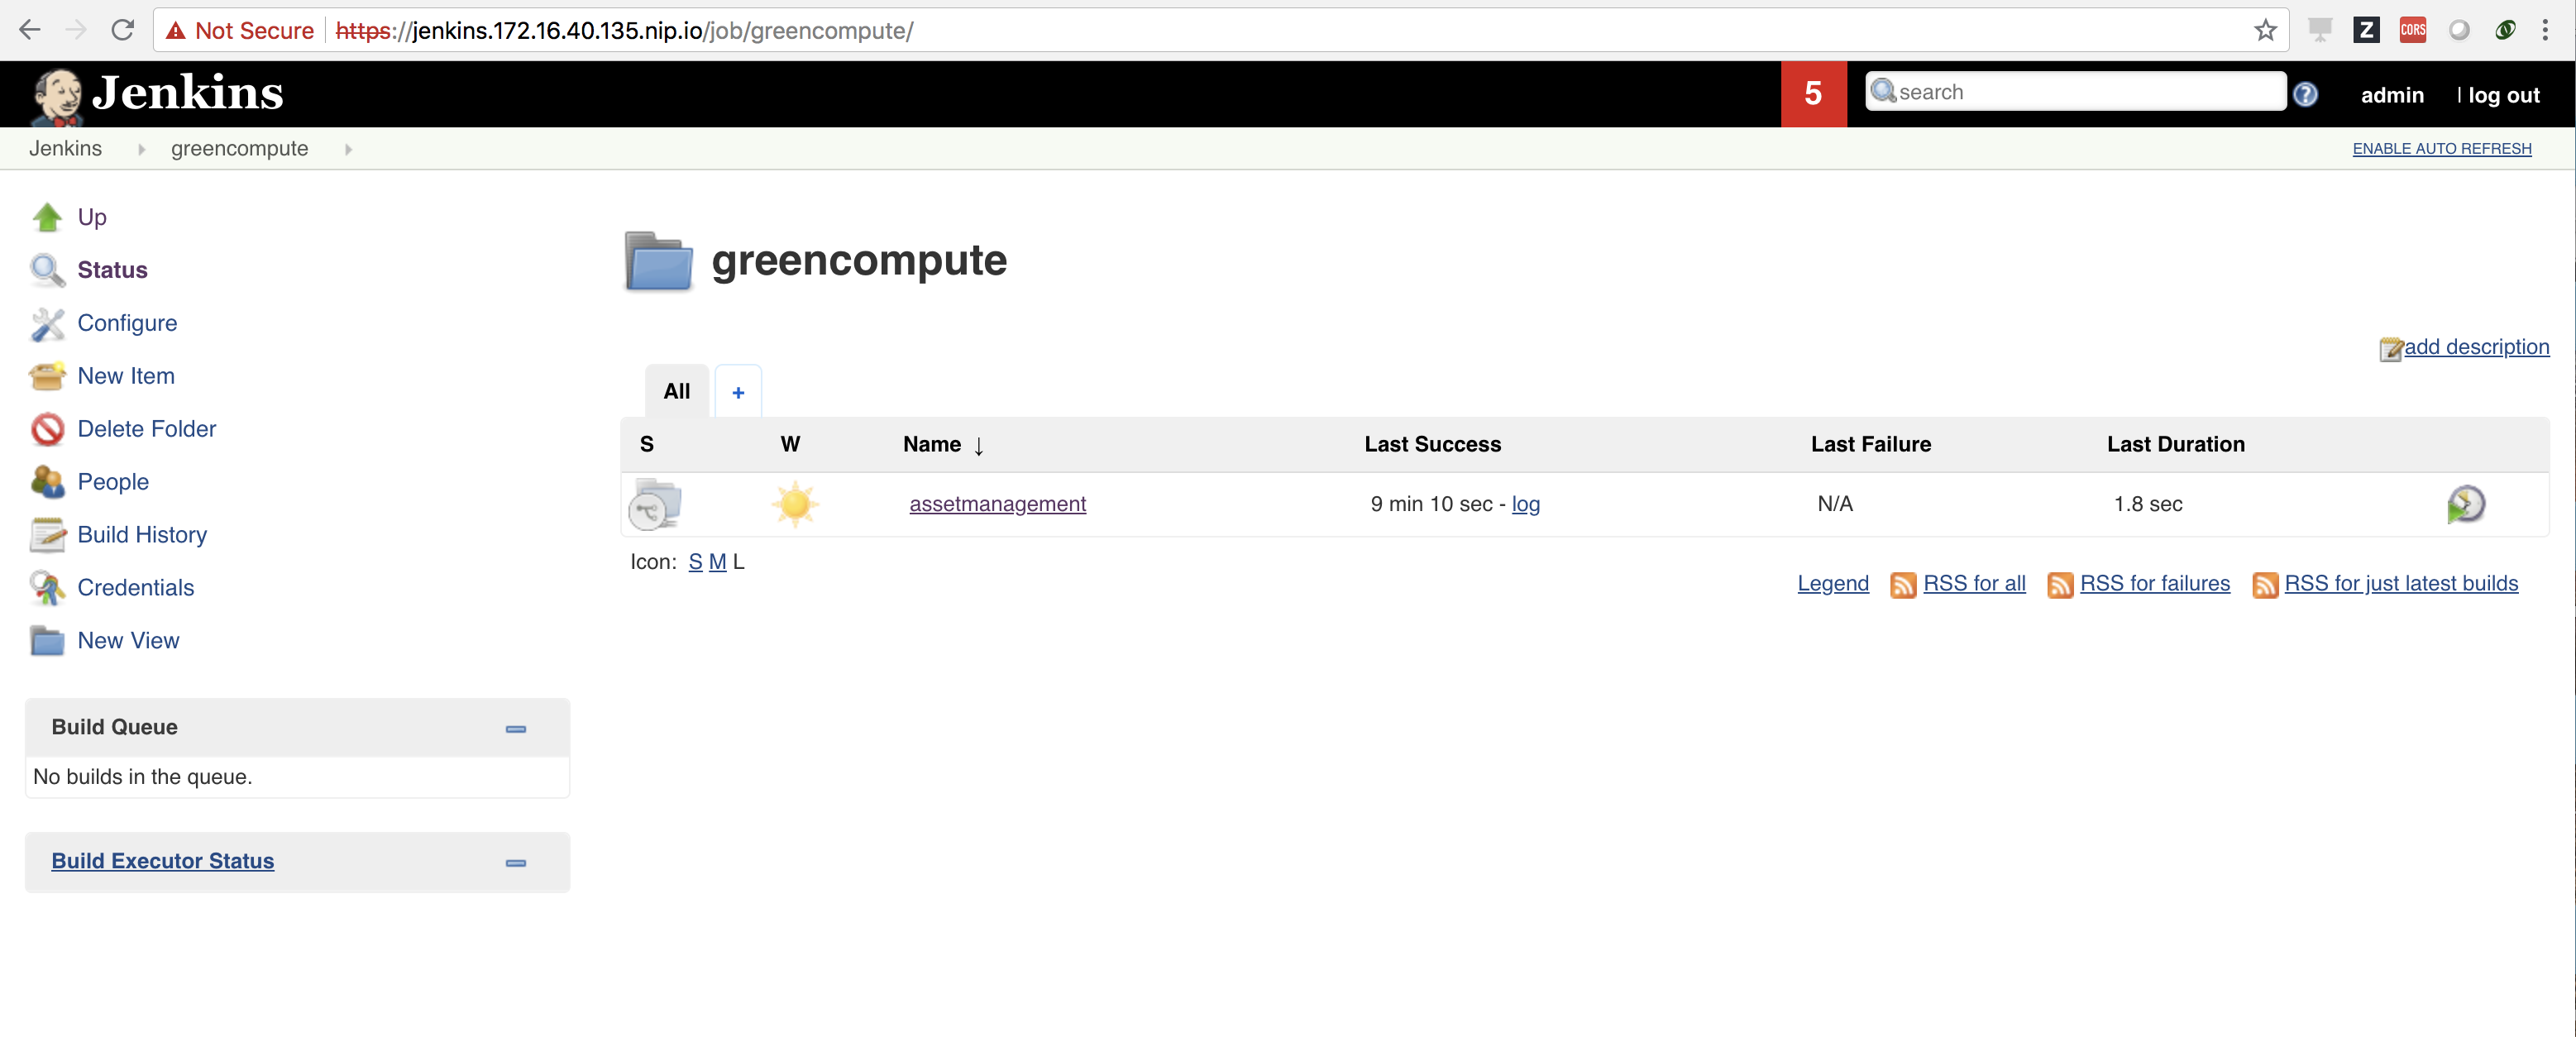 Not Secure https://jenkins.172.16.40.135.nip.io/job/greencompute/
Z CORS
Jenkins 5 search ? admin | log out
Jenkins greencompute ENABLE AUTO REFRESH
Up
Status
Configure
New Item
Delete Folder
People
Build History
Credentials
New View
Build Queue
No builds in the queue.
Build Executor Status
greencompute
add description
All +
S W Name ↓ Last Success Last Failure Last Duration
assetmanagement 9 min 10 sec - log N/A 1.8 sec
Icon: S M L
Legend RSS for all RSS for failures RSS for just latest builds